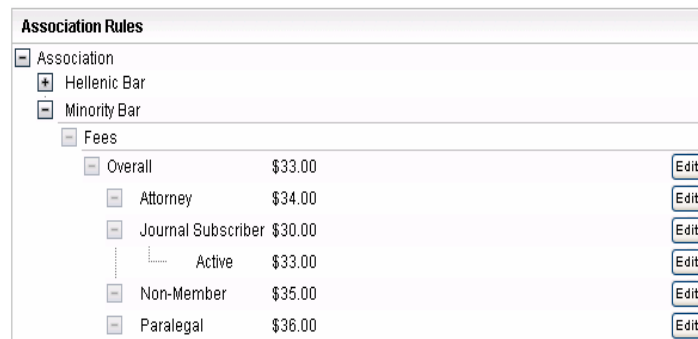 Association Rules
Association
Hellenic Bar
Minority Bar
Fees
Overall $33.00 Edit
Attorney $34.00 Edit
Journal Subscriber $30.00 Edit
Active $33.00 Edit
Non-Member $35.00 Edit
Paralegal $36.00 Edit